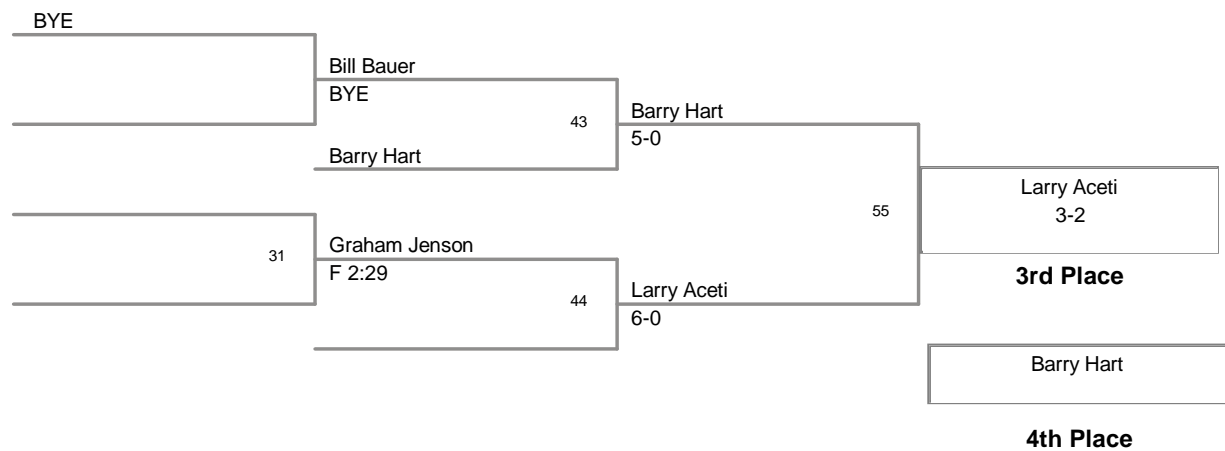 BYE
Bill Bauer
BYE
43
Barry Hart
5-0
Barry Hart
31
Graham Jenson
F 2:29
44
Larry Aceti
6-0
55
Larry Aceti
3-2
3rd Place
Barry Hart
4th Place